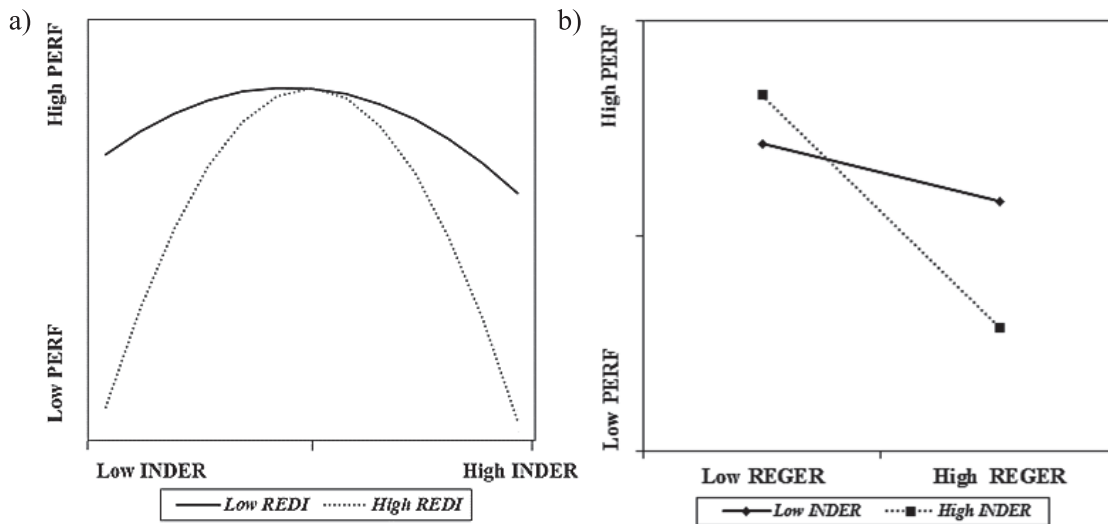 a)
High PERF
Low PERF
Low INDER
High INDER
Low REDI
High REDI
b)
High PERF
Low PERF
Low REGER
High REGER
Low INDER
High INDER